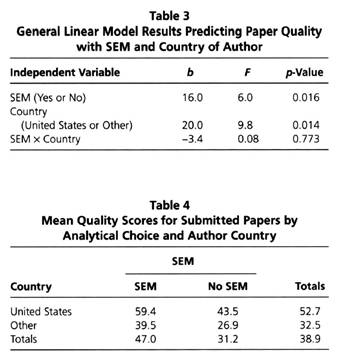 Table 3
General Linear Model Results Predicting Paper Quality
with SEM and Country of Author
Independent Variable b F p-Value
SEM (Yes or No) 16.0 6.0 0.016
Country
(United States or Other) 20.0 9.8 0.014
SEM × Country −3.4 0.08 0.773
Table 4
Mean Quality Scores for Submitted Papers by
Analytical Choice and Author Country
SEM
Country SEM No SEM Totals
United States 59.4 43.5 52.7
Other 39.5 26.9 32.5
Totals 47.0 31.2 38.9